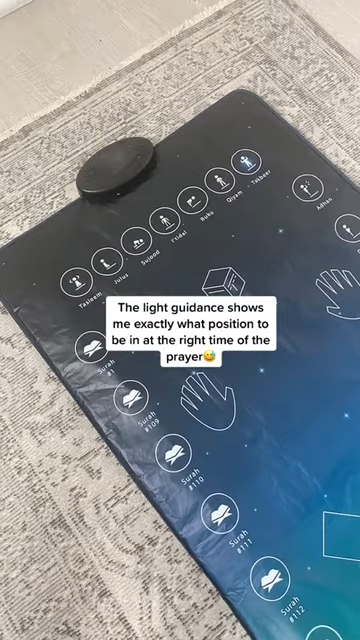 Takbeer
Qiyam
Ruku
I'tidal
Sujood
Julus
Tasleem
Adhan
The light guidance shows
me exactly what position to
be in at the right time of the
prayer😅
Surah
Surah
#109
Surah
#110
Surah
#111
Surah
#112